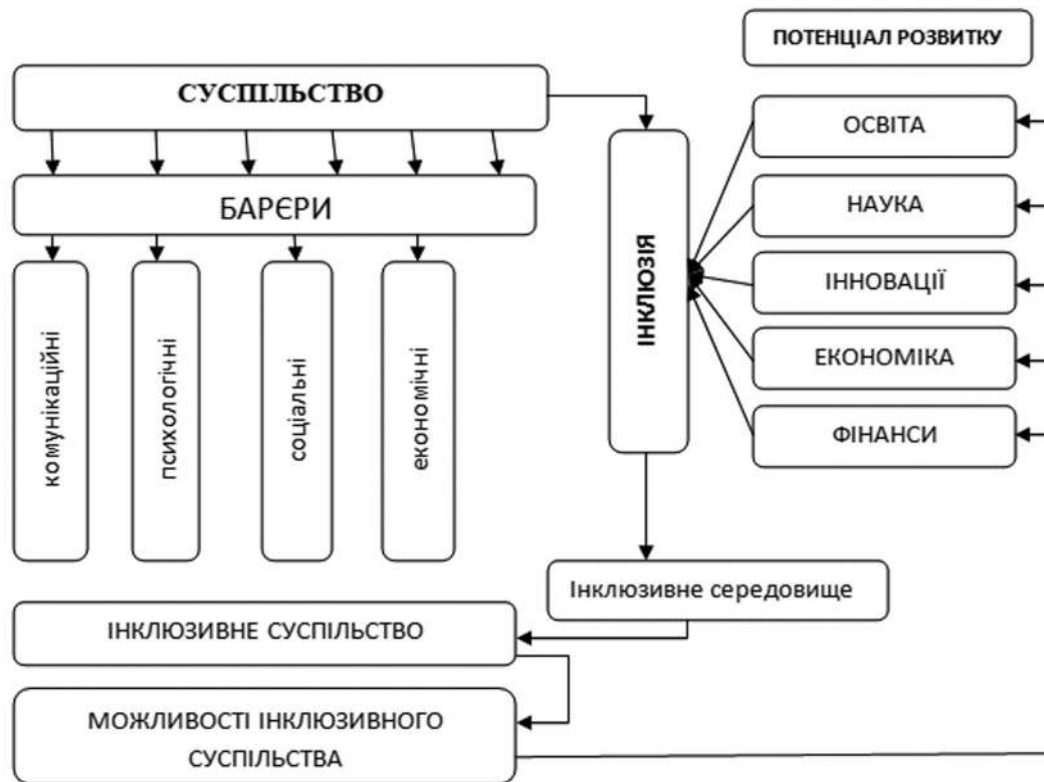 ПОТЕНЦІАЛ РОЗВИТКУ
СУСПІЛЬСТВО
ОСВІТА
НАУКА
ІННОВАЦІЇ
ЕКОНОМІКА
ФІНАНСИ
ІНКЛЮЗІЯ
БАРЄРИ
комунікаційні
психологічні
соціальні
економічні
Інклюзивне середовище
ІНКЛЮЗИВНЕ СУСПІЛЬСТВО
МОЖЛИВОСТІ ІНКЛЮЗИВНОГО
СУСПІЛЬСТВА